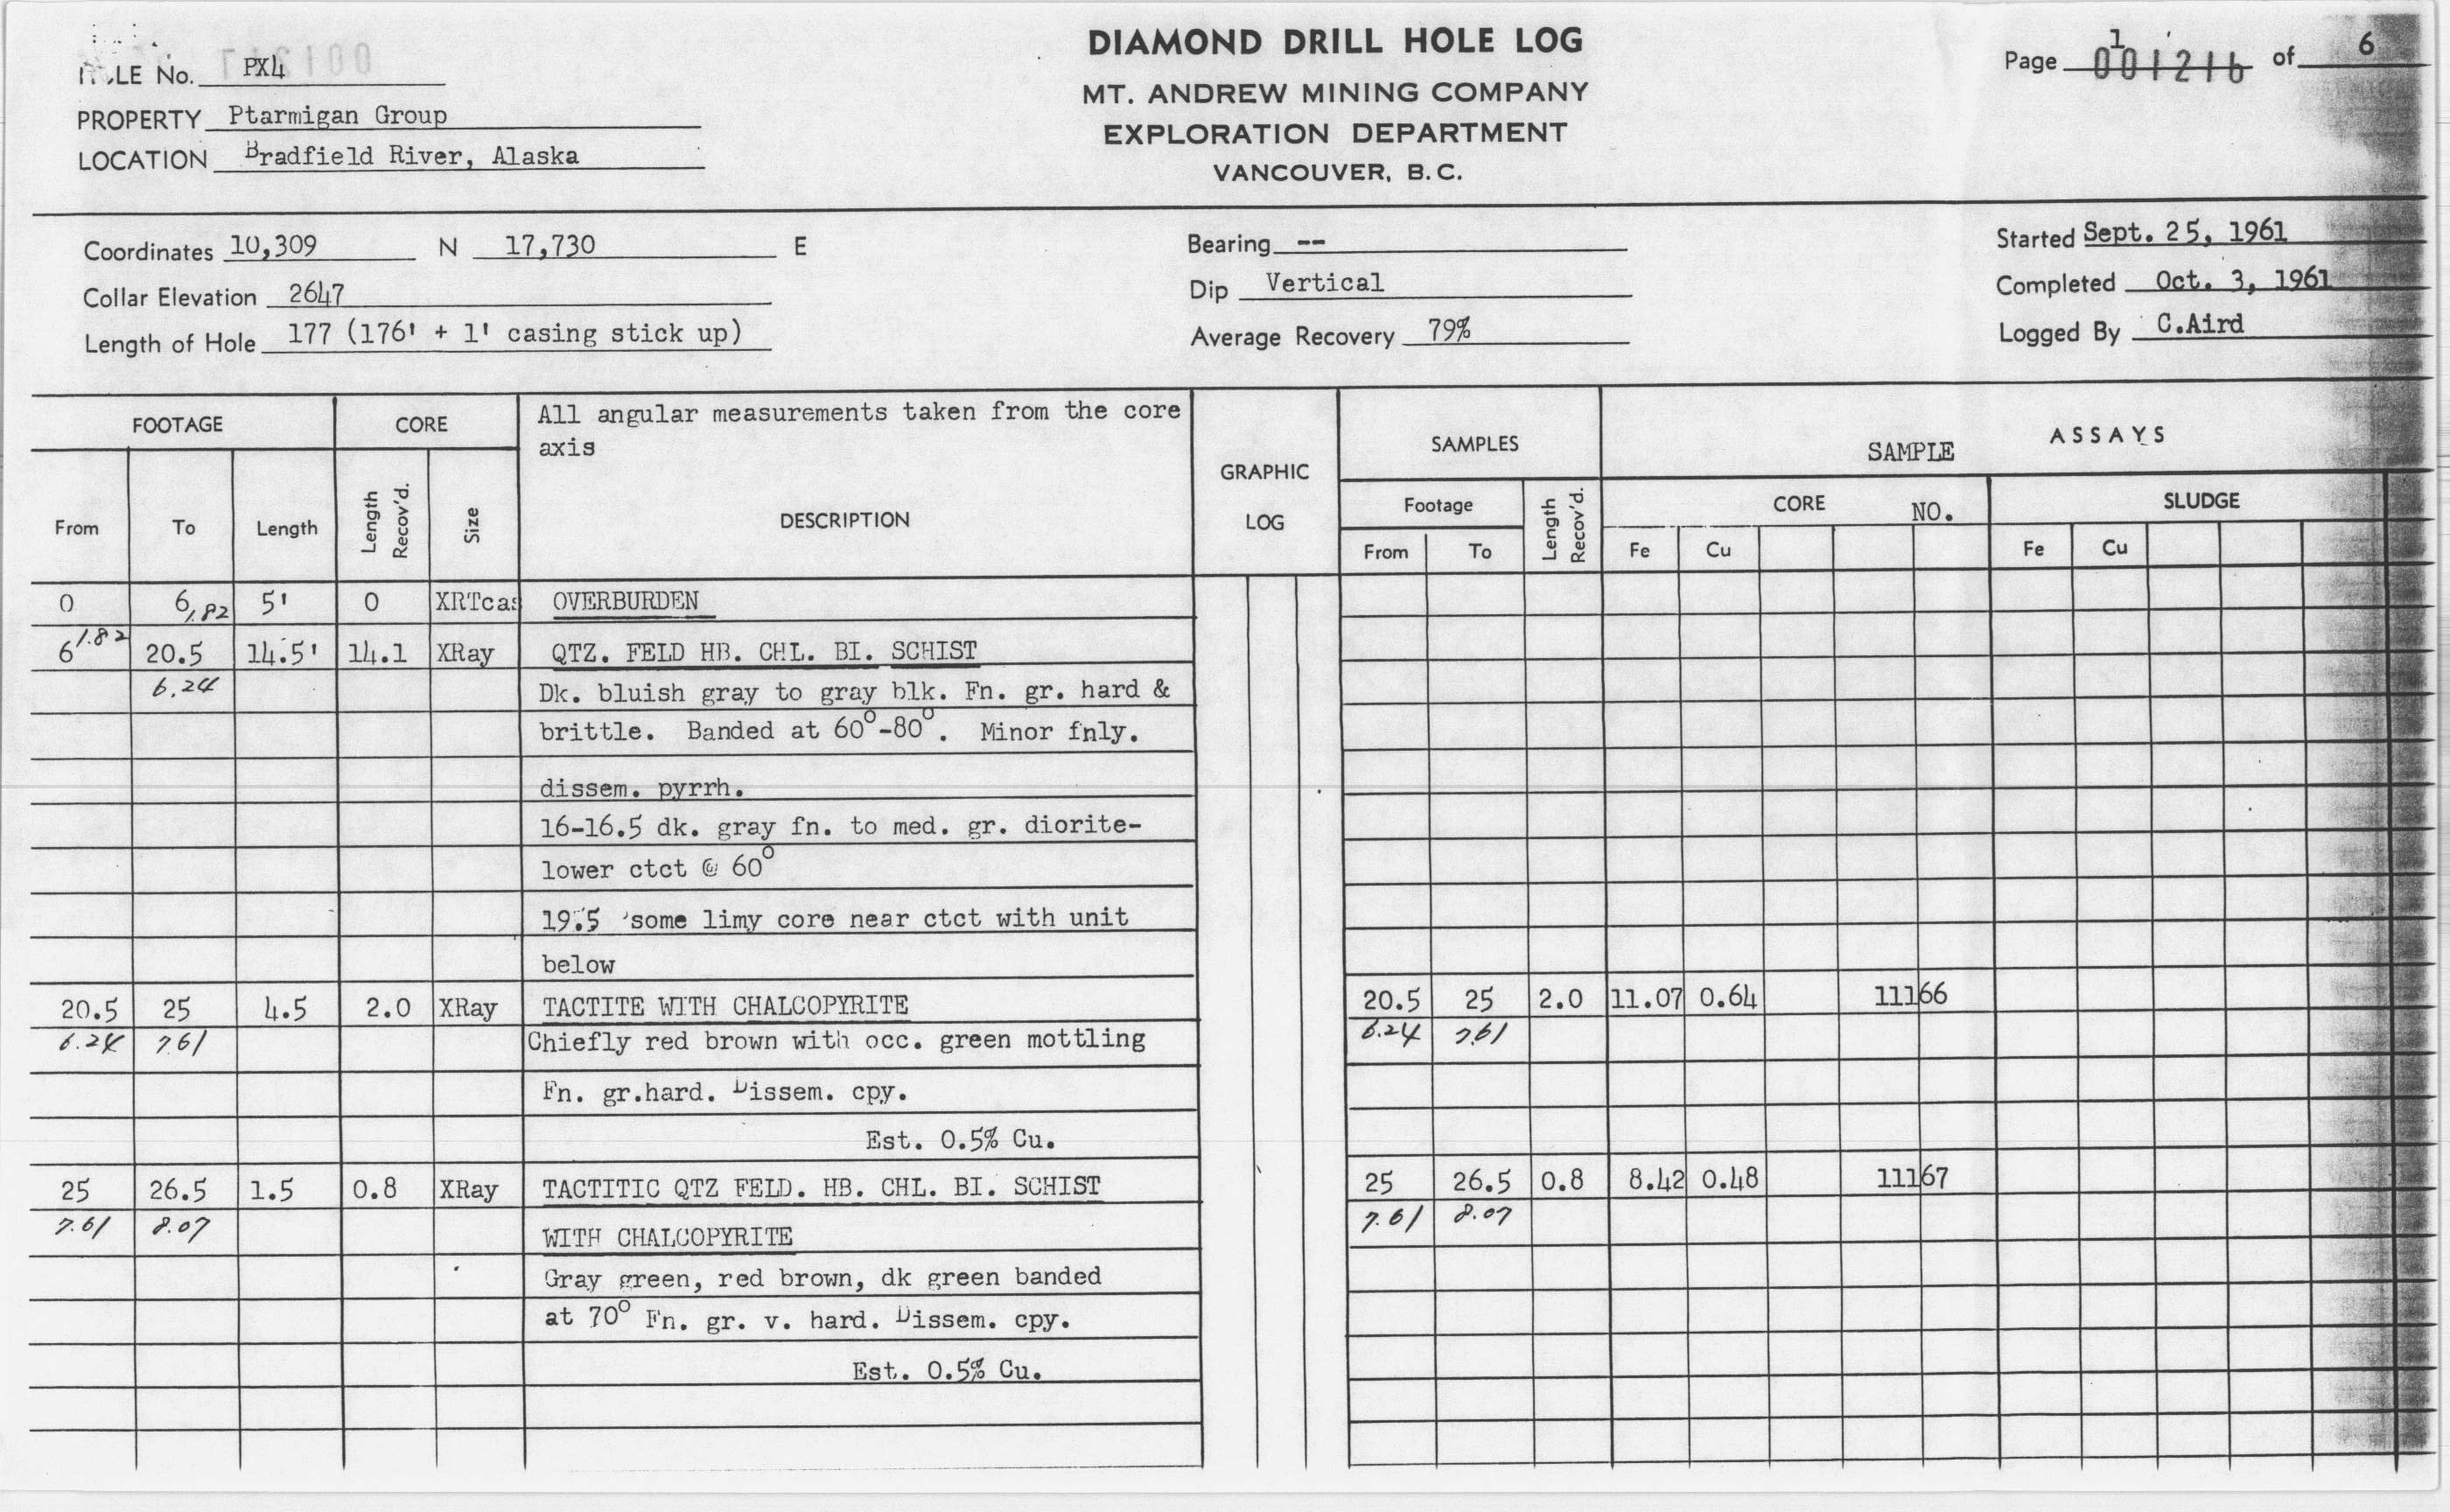 DIAMOND DRILL HOLE LOG
MT. ANDREW MINING COMPANY
EXPLORATION DEPARTMENT
VANCOUVER, B.C.
HOLE No. PX4
001217
PROPERTY Ptarmigan Group
LOCATION Bradfield River, Alaska
Page 1 001216 of 6
Coordinates 10,309 N 17,730 E
Collar Elevation 2647
Length of Hole 177 (176' + 1' casing stick up)
Bearing --
Dip Vertical
Average Recovery 79%
Started Sept. 25, 1961
Completed Oct. 3, 1961
Logged By C.Aird
FOOTAGE CORE All angular measurements taken from the core
axis
GRAPHIC LOG SAMPLES SAMPLE ASSAYS
From To Length Length Recov'd. Size DESCRIPTION
Footage Length Recov'd. CORE NO. SLUDGE
From To Fe Cu Fe Cu
0 6 5' 0 XRTcas OVERBURDEN
1.82
1.82
6 20.5 14.5' 14.1 XRay QTZ. FELD HB. CHL. BI. SCHIST
6.24 Dk. bluish gray to gray blk. Fn. gr. hard &
brittle. Banded at 60°-80°. Minor fnly.
dissem. pyrrh.
16-16.5 dk. gray fn. to med. gr. diorite-
lower ctct @ 60°
19.5 some limy core near ctct with unit
below
20.5 25 4.5 2.0 XRay TACTITE WITH CHALCOPYRITE 20.5 25 2.0 11.07 0.64 11166
6.24 7.61 Chiefly red brown with occ. green mottling 6.24 7.61
Fn. gr.hard. Dissem. cpy.
Est. 0.5% Cu.
25 26.5 1.5 0.8 XRay TACTITIC QTZ FELD. HB. CHL. BI. SCHIST 25 26.5 0.8 8.42 0.48 11167
7.61 8.07 WITH CHALCOPYRITE 7.61 8.07
Gray green, red brown, dk green banded
at 70° Fn. gr. v. hard. Dissem. cpy.
Est. 0.5% Cu.